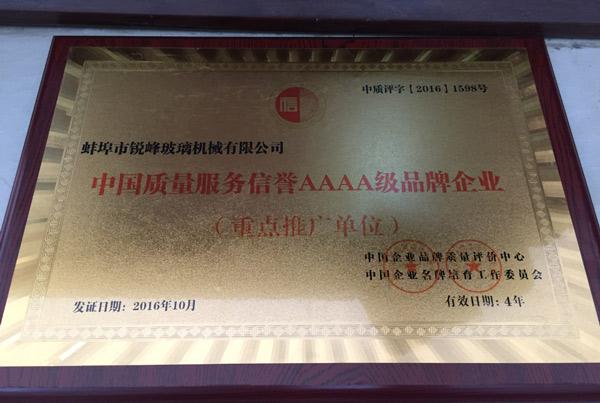 中质评字【2016】1598号
蚌埠市锐峰玻璃机械有限公司
中国质量服务信誉AAAA级品牌企业
（重点推广单位）
中国企业品牌质量评价中心
中国企业名牌培育工作委员会
发证日期：2016年10月
有效日期：4年